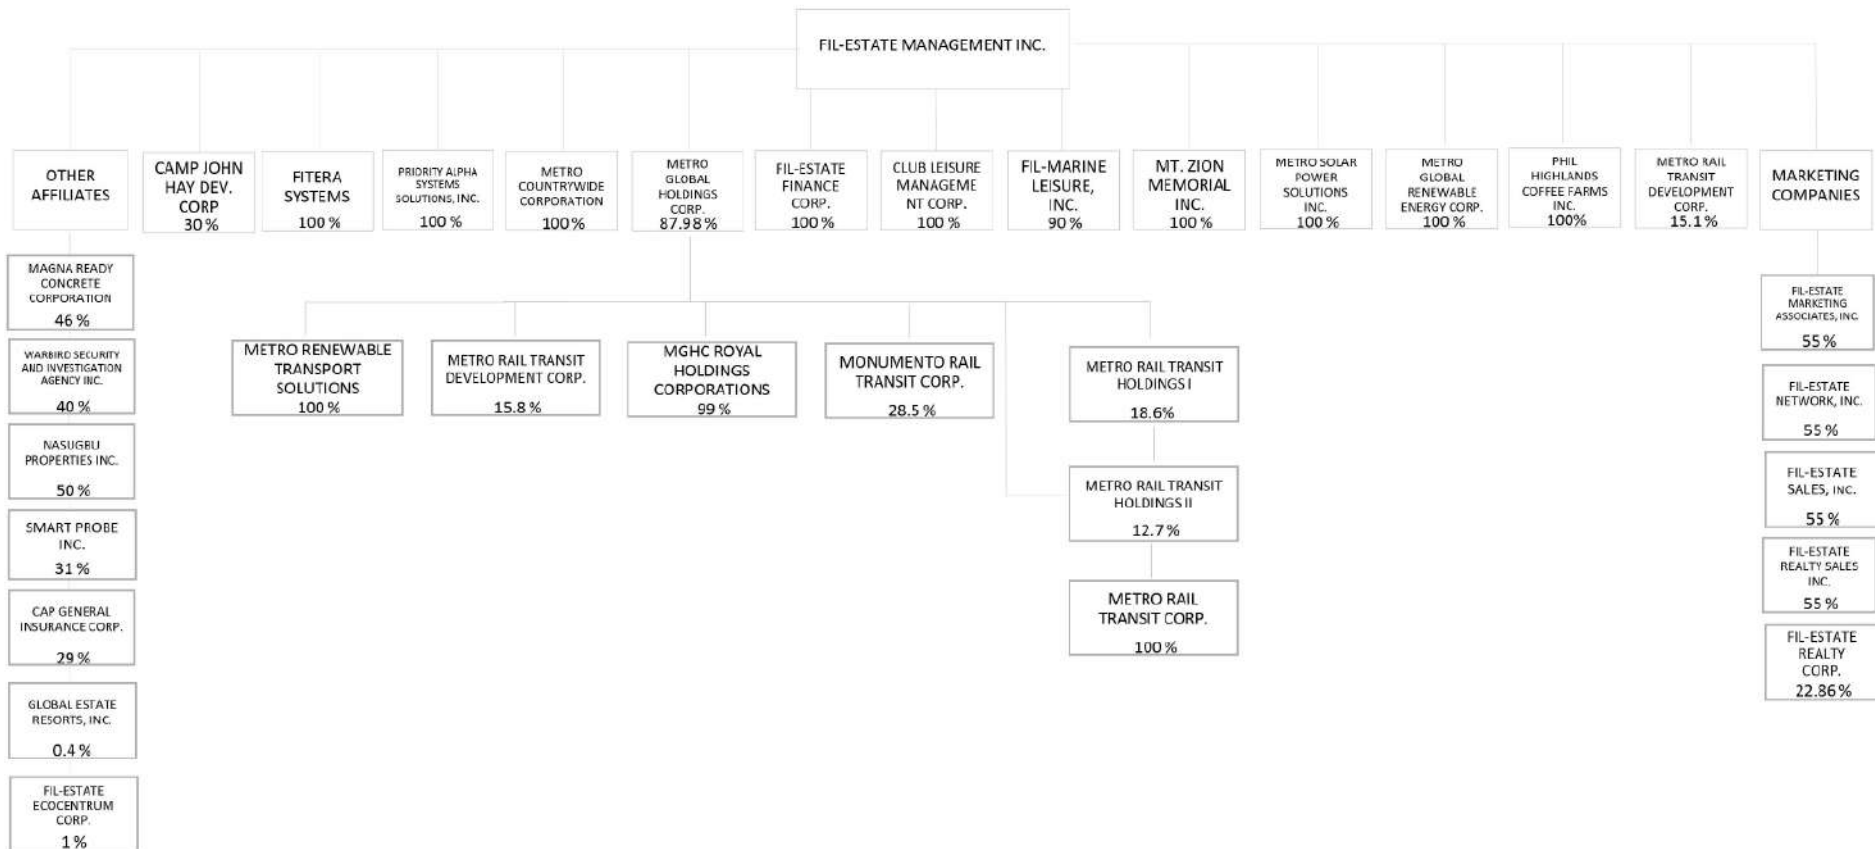 FIL-ESTATE MANAGEMENT INC.
OTHER
AFFILIATES
CAMP JOHN
HAY DEV.
CORP
30 %
FITERA
SYSTEMS
100 %
PRIORITY ALPHA
SYSTEMS
SOLUTIONS, INC.
100 %
METRO
COUNTRYWIDE
CORPORATION
100 %
METRO
GLOBAL
HOLDINGS
CORP.
87.98 %
FIL-ESTATE
FINANCE
CORP.
100 %
CLUB LEISURE
MANAGEME
NT CORP.
100 %
FIL-MARINE
LEISURE,
INC.
90 %
MT. ZION
MEMORIAL
INC.
100 %
METRO SOLAR
POWER
SOLUTIONS
INC.
100 %
METRO
GLOBAL
RENEWABLE
ENERGY CORP.
100 %
PHIL
HIGHLANDS
COFFEE FARMS
INC.
100%
METRO RAIL
TRANSIT
DEVELOPMENT
CORP.
15.1 %
MARKETING
COMPANIES
MAGNA READY
CONCRETE
CORPORATION
46 %
WARBIRD SECURITY
AND INVESTIGATION
AGENCY INC.
40 %
NASUGBU
PROPERTIES INC.
50 %
SMART PROBE
INC.
31 %
CAP GENERAL
INSURANCE CORP.
29 %
GLOBAL ESTATE
RESORTS, INC.
0.4 %
FIL-ESTATE
ECOCENTRUM
CORP.
1 %
METRO RENEWABLE
TRANSPORT
SOLUTIONS
100 %
METRO RAIL TRANSIT
DEVELOPMENT CORP.
15.8 %
MGHC ROYAL
HOLDINGS
CORPORATIONS
99 %
MONUMENTO RAIL
TRANSIT CORP.
28.5 %
METRO RAIL TRANSIT
HOLDINGS I
18.6%
METRO RAIL TRANSIT
HOLDINGS II
12.7 %
METRO RAIL
TRANSIT CORP.
100 %
FIL-ESTATE
MARKETING
ASSOCIATES, INC.
55 %
FIL-ESTATE
NETWORK, INC.
55 %
FIL-ESTATE
SALES, INC.
55 %
FIL-ESTATE
REALTY SALES
INC.
55 %
FIL-ESTATE
REALTY
CORP.
22.86 %